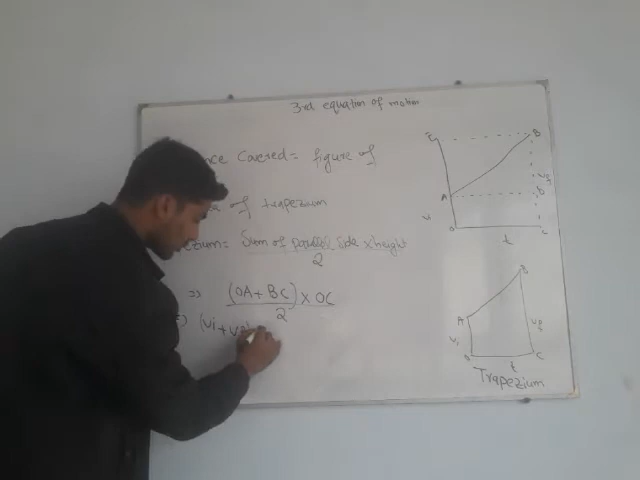 3rd equation of motion
nce Covered = figure of
a of trapezium
ezium = Sum of parallel side x height
2
=> (OA + BC) x OC
2
(Vi + V
E
B
A
D
Vi
O
t
C
B
A
Vi
Vf
O
C
t
Trapezium